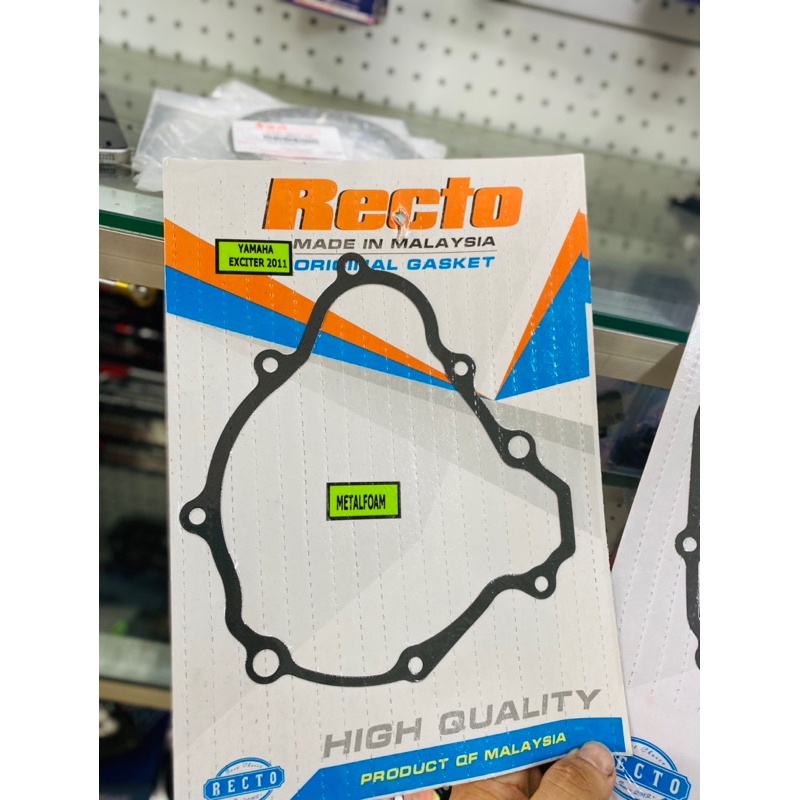 Recto
MADE IN MALAYSIA
YAMAHA
EXCITER 2011
ORIGINAL GASKET
METALFOAM
HIGH QUALITY
PRODUCT OF MALAYSIA
RECTO
RECTO